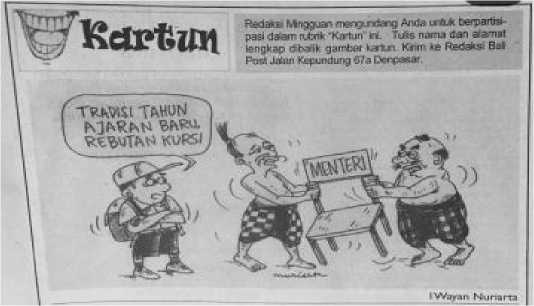 Kartun
Redaksi Mingguan mengundang Anda untuk berpartisi-
pasi dalam rubrik "Kartun" ini. Tulis nama dan alamat
lengkap dibalik gambar kartun. Kirim ke Redaksi Bali
Post Jalan Kepundung 67a Denpasar.
TRADISI TAHUN
AJARAN BARU,
REBUTAN KURSI
MENTERI
I Wayan Nuriarta